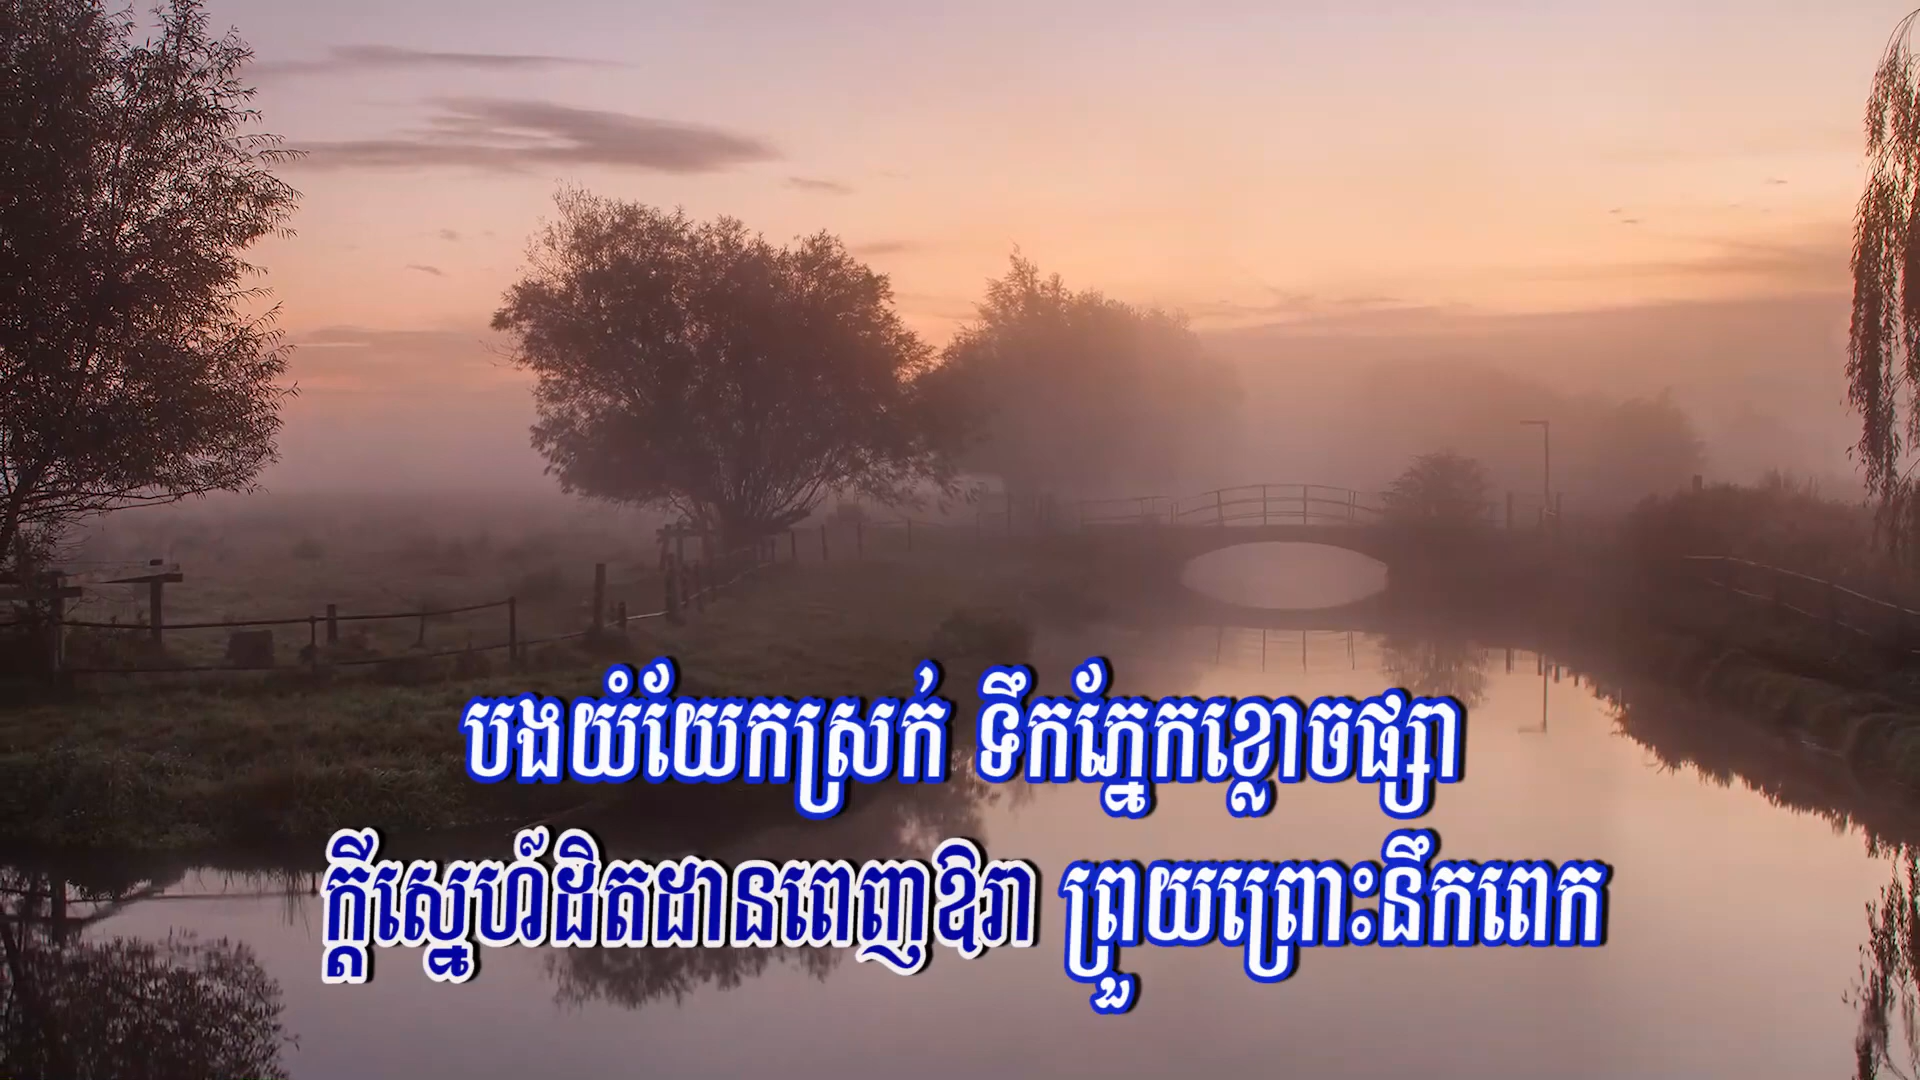 បងយំយែកស្រក់ ទឹកភ្នែកខ្លោចផ្សា
ក្ដីស្នេហ៍ដិតដានពេញឱរា ព្រួយព្រោះនឹកពេក